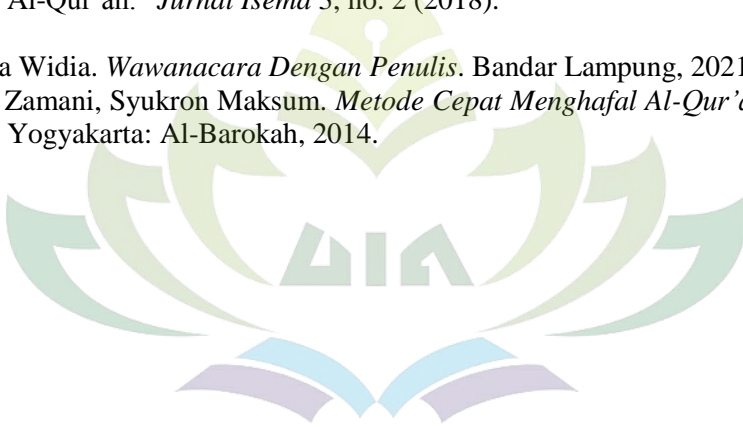 Al-Qur'an." Jurnal Isema 3, no. 2 (2018).
a Widia. Wawanacara Dengan Penulis. Bandar Lampung, 2021
Zamani, Syukron Maksum. Metode Cepat Menghafal Al-Qur'a
Yogyakarta: Al-Barokah, 2014.
UIN